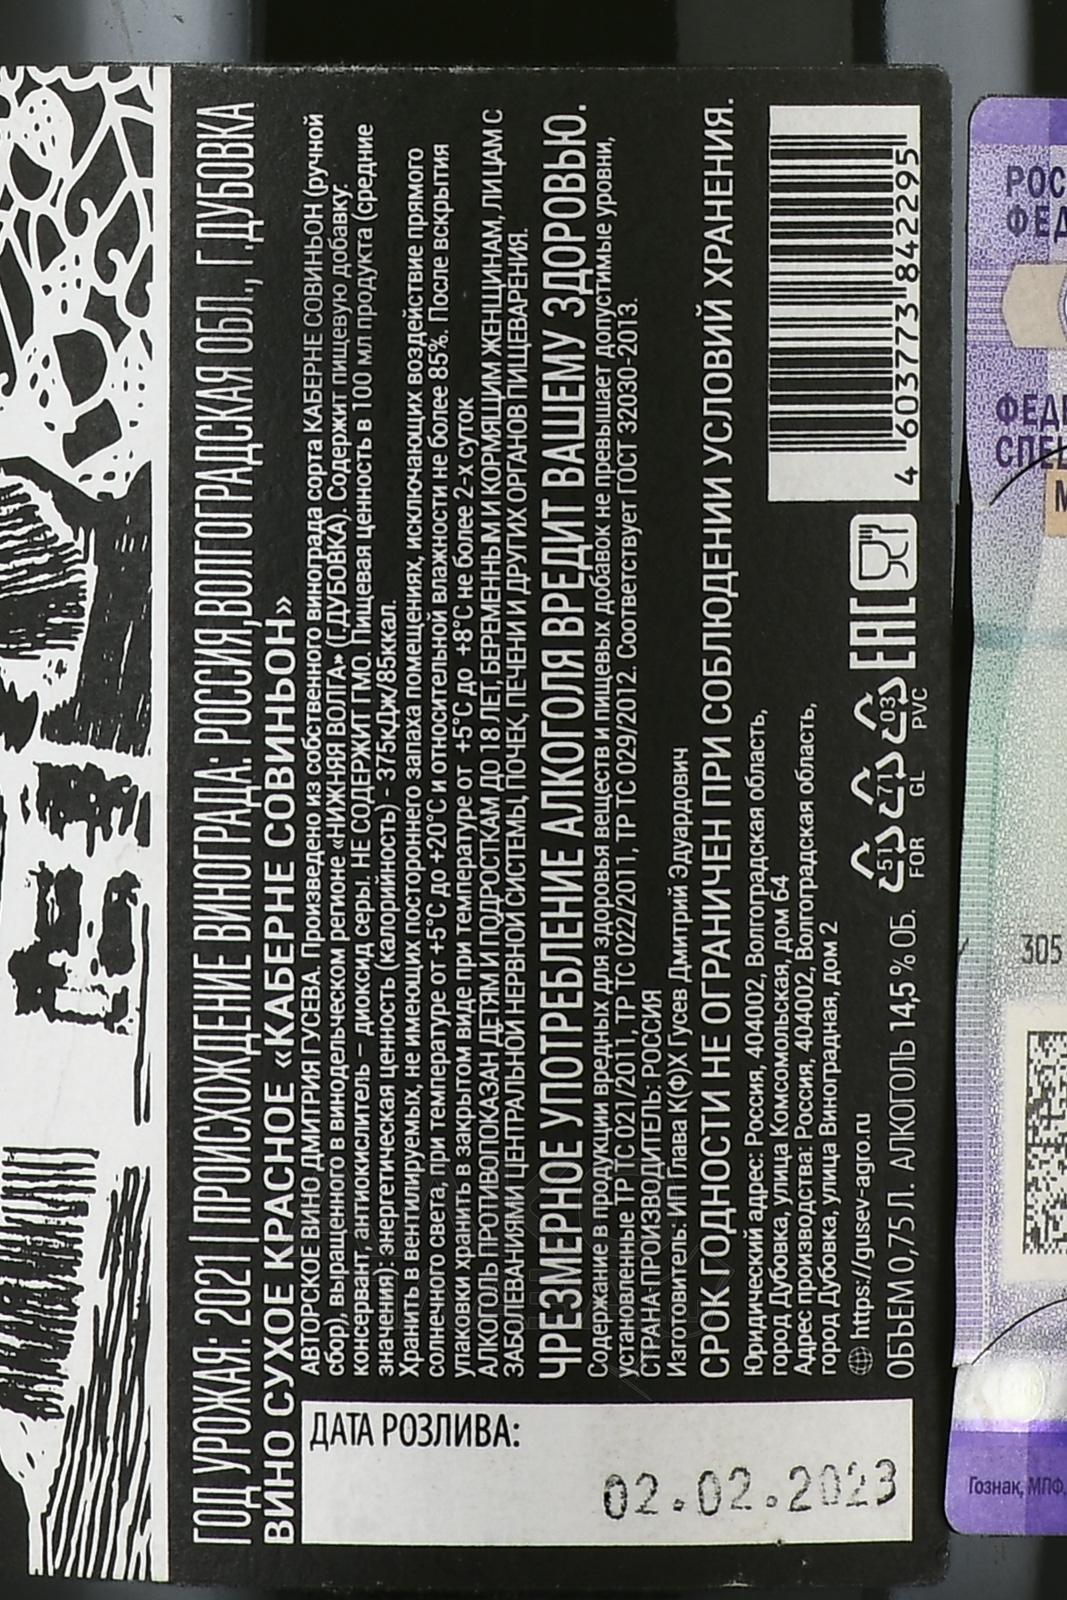 ГОД УРОЖАЯ: 2021 | ПРОИСХОЖДЕНИЕ ВИНОГРАДА: РОССИЯ,ВОЛГОГРАДСКАЯ ОБЛ., Г.ДУБОВКА
ВИНО СУХОЕ КРАСНОЕ «КАБЕРНЕ СОВИНЬОН»
АВТОРСКОЕ ВИНО ДМИТРИЯ ГУСЕВА. Произведено из собственного винограда сорта КАБЕРНЕ СОВИНЬОН (ручной
сбор), выращенного в винодельческом регионе «НИЖНЯЯ ВОЛГА» (Г.ДУБОВКА). Содержит пищевую добавку:
консервант, антиокислитель – диоксид серы. НЕ СОДЕРЖИТ ГМО. Пищевая ценность в 100 мл продукта (средние
значения): энергетическая ценность (калорийность) - 375кДж/85ккал.
Хранить в вентилируемых, не имеющих постороннего запаха помещениях, исключающих воздействие прямого
солнечного света, при температуре от +5°С до +20°С и относительной влажности не более 85%. После вскрытия
упаковки хранить в закрытом виде при температуре от +5°С до +8°С не более 2-х суток
АЛКОГОЛЬ ПРОТИВОПОКАЗАН ДЕТЯМ И ПОДРОСТКАМ ДО 18 ЛЕТ, БЕРЕМЕННЫМ И КОРМЯЩИМ ЖЕНЩИНАМ, ЛИЦАМ С
ЗАБОЛЕВАНИЯМИ ЦЕНТРАЛЬНОЙ НЕРВНОЙ СИСТЕМЫ, ПОЧЕК, ПЕЧЕНИ И ДРУГИХ ОРГАНОВ ПИЩЕВАРЕНИЯ.
ЧРЕЗМЕРНОЕ УПОТРЕБЛЕНИЕ АЛКОГОЛЯ ВРЕДИТ ВАШЕМУ ЗДОРОВЬЮ.
Содержание в продукции вредных для здоровья веществ и пищевых добавок не превышает допустимые уровни,
установленные ТР ТС 021/2011, ТР ТС 022/2011, ТР ТС 029/2012. Соответствует ГОСТ 32030-2013.
СТРАНА-ПРОИЗВОДИТЕЛЬ: РОССИЯ
Изготовитель: ИП Глава К(Ф)Х Гусев Дмитрий Эдуардович
СРОК ГОДНОСТИ НЕ ОГРАНИЧЕН ПРИ СОБЛЮДЕНИИ УСЛОВИЙ ХРАНЕНИЯ.
Юридический адрес: Россия, 404002, Волгоградская область,
город Дубовка, улица Комсомольская, дом 64
Адрес производства: Россия, 404002, Волгоградская область,
город Дубовка, улица Виноградная, дом 2
https://gusev-agro.ru
ОБЪЕМ 0,75 Л. АЛКОГОЛЬ 14,5 % ОБ.
51 71 03
FOR GL PVC
EAC
4 603773 842295
ДАТА РОЗЛИВА:
02.02.2023
РОС
ФЕД
ФЕДЕ
СПЕЦ
М
305
Гознак, МПФ,